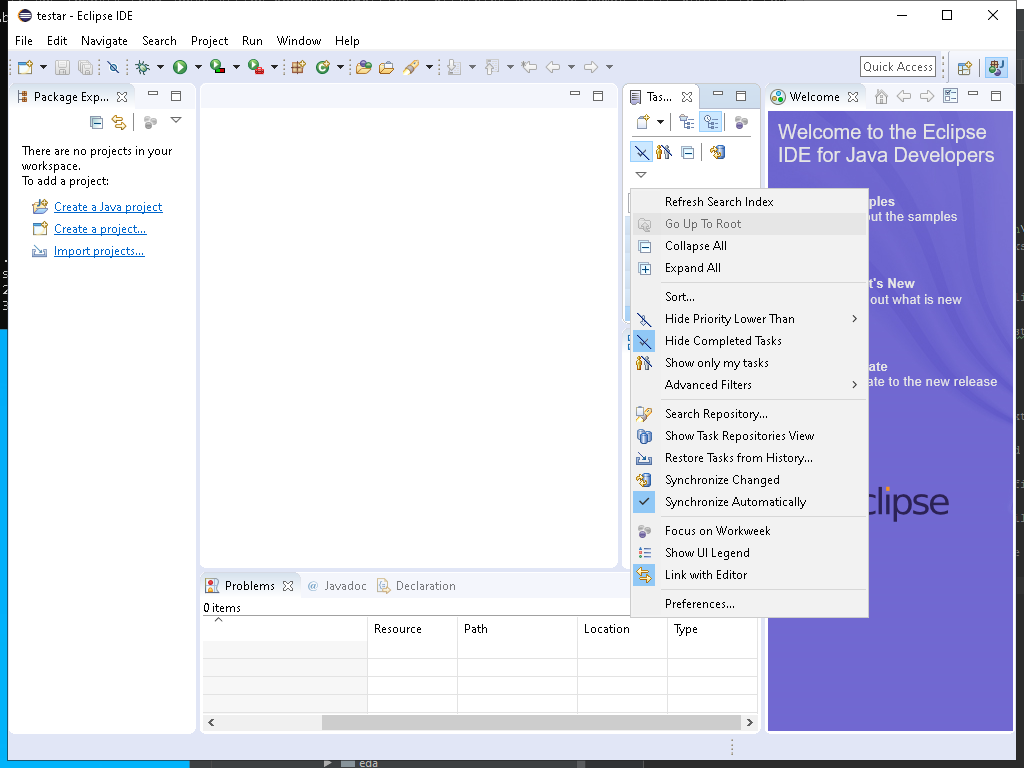 testar - Eclipse IDE
File Edit Navigate Search Project Run Window Help
Quick Access
Package Exp...
There are no projects in your
workspace.
To add a project:
Create a Java project
Create a project...
Import projects...
Tas...
Welcome
Welcome to the Eclipse
IDE for Java Developers
ples
out the samples
t's New
out what is new
ate
ate to the new release
clipse
Refresh Search Index
Go Up To Root
Collapse All
Expand All
Sort...
Hide Priority Lower Than
Hide Completed Tasks
Show only my tasks
Advanced Filters
Search Repository...
Show Task Repositories View
Restore Tasks from History...
Synchronize Changed
Synchronize Automatically
Focus on Workweek
Show UI Legend
Link with Editor
Preferences...
Problems @ Javadoc Declaration
0 items
Resource Path Location Type
eda